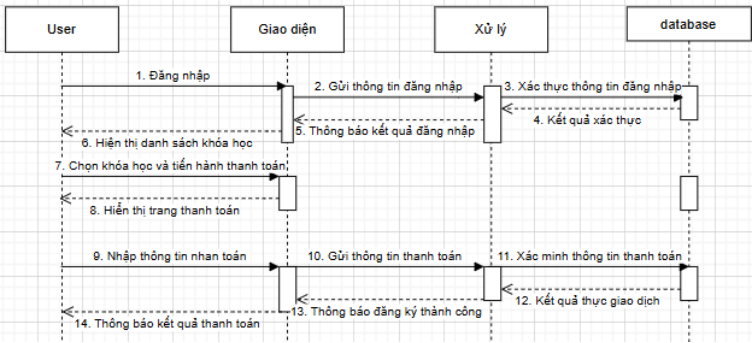 User
Giao diện
Xử lý
database
1. Đăng nhập
2. Gửi thông tin đăng nhập
3. Xác thực thông tin đăng nhập
4. Kết quả xác thực
5. Thông báo kết quả đăng nhập
6. Hiện thị danh sách khóa học
7. Chọn khóa học và tiến hành thanh toán
8. Hiển thị trang thanh toán
9. Nhập thông tin nhan toán
10. Gửi thông tin thanh toán
11. Xác minh thông tin thanh toán
12. Kết quả thực giao dịch
13. Thông báo đăng ký thành công
14. Thông báo kết quả thanh toán